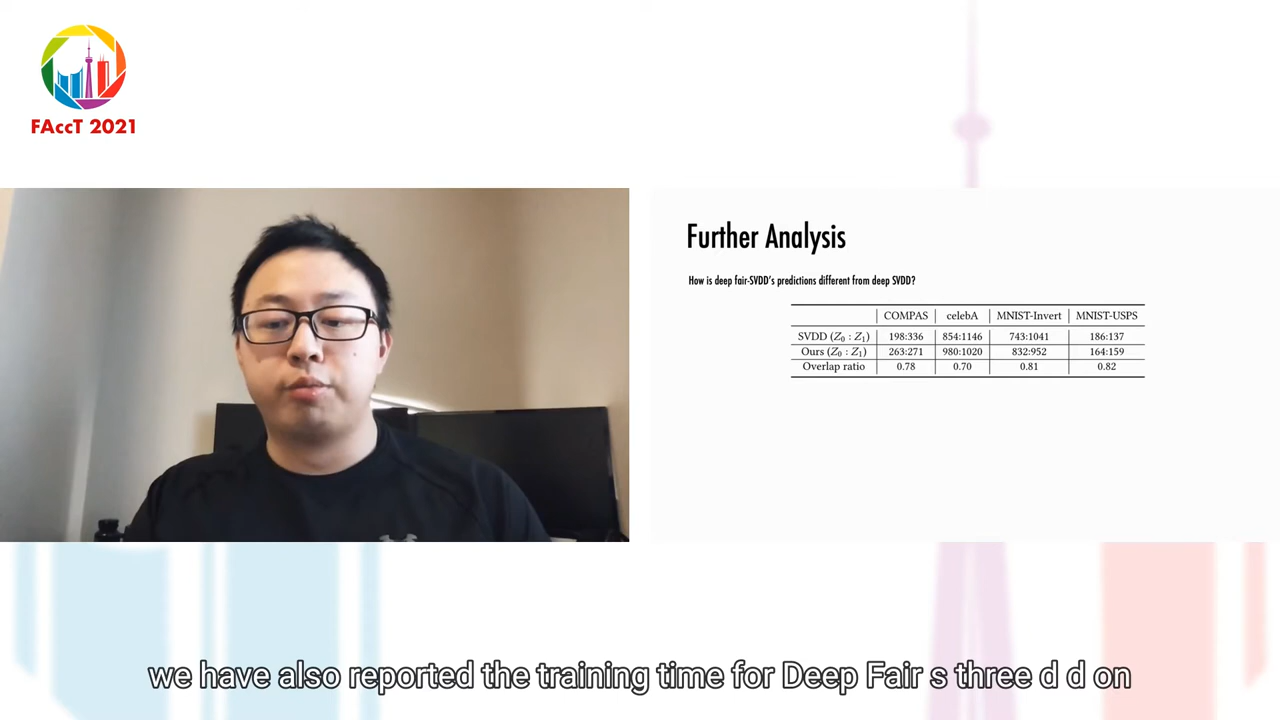 FAccT 2021
Further Analysis
How is deep fair-SVDD's predictions different from deep SVDD?
COMPAS celebA MNIST-Invert MNIST-USPS
SVDD (Z₀ : Z₁) 198:336 854:1146 743:1041 186:137
Ours (Z₀ : Z₁) 263:271 980:1020 832:952 164:159
Overlap ratio 0.78 0.70 0.81 0.82
we have also reported the training time for Deep Fair s three d d on